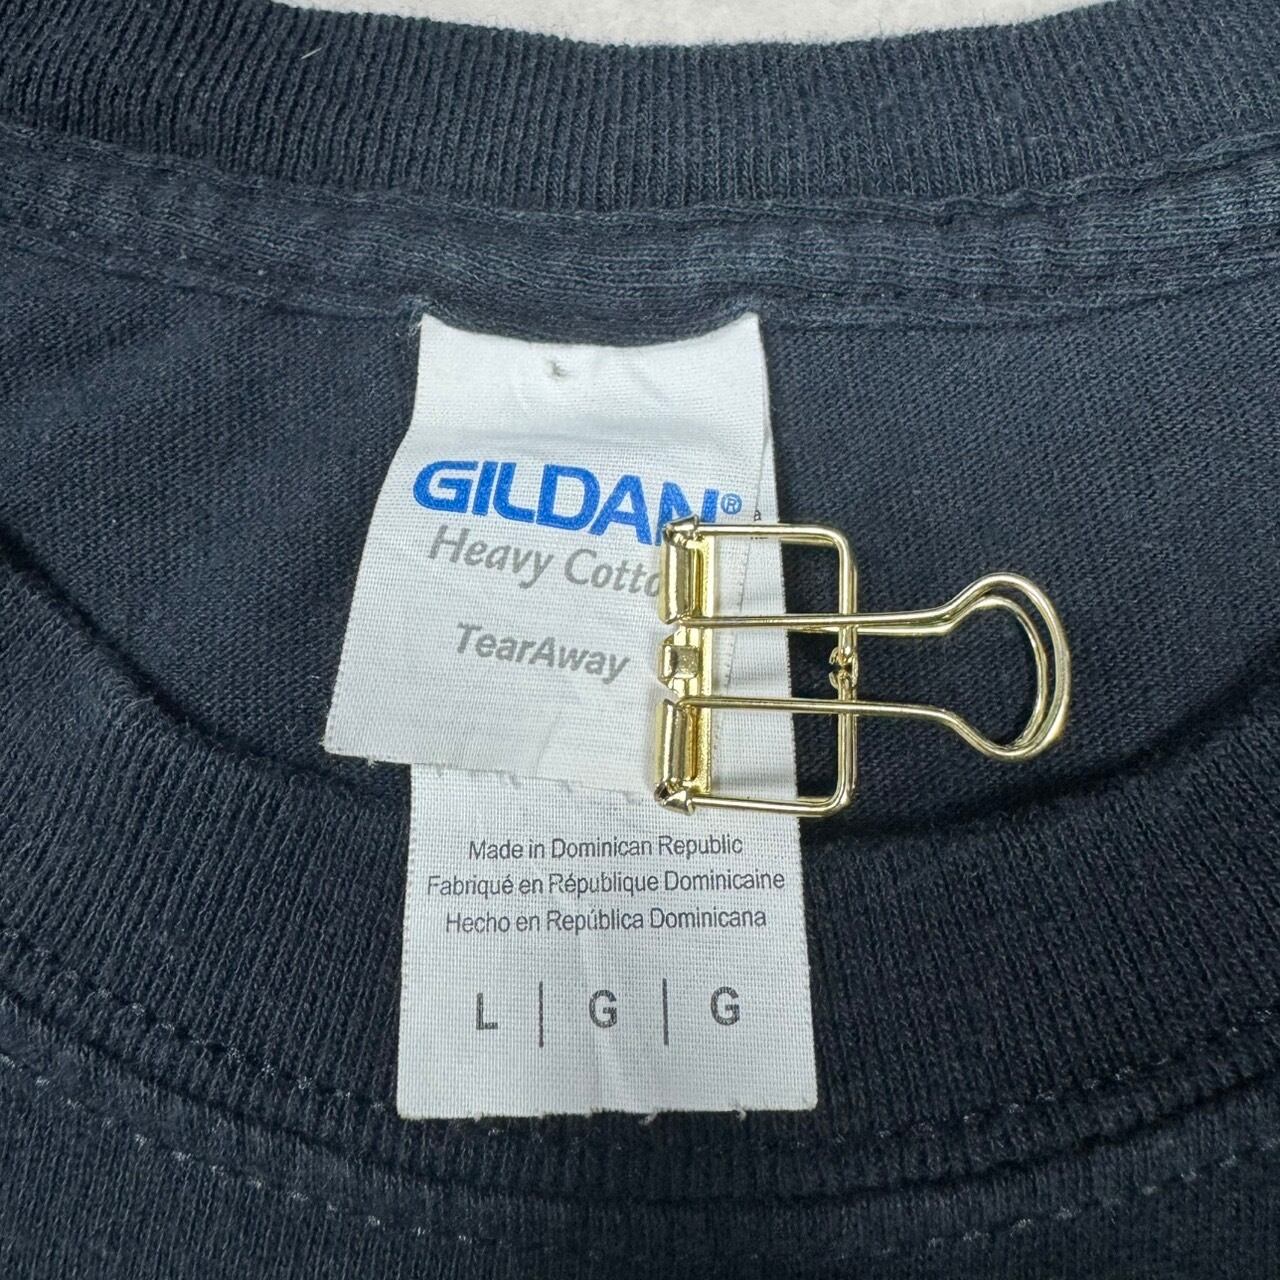 GILDAN®
Heavy Cotto
TearAway
Made in Dominican Republic
Fabriqué en République Dominicaine
Hecho en República Dominicana
L | G | G